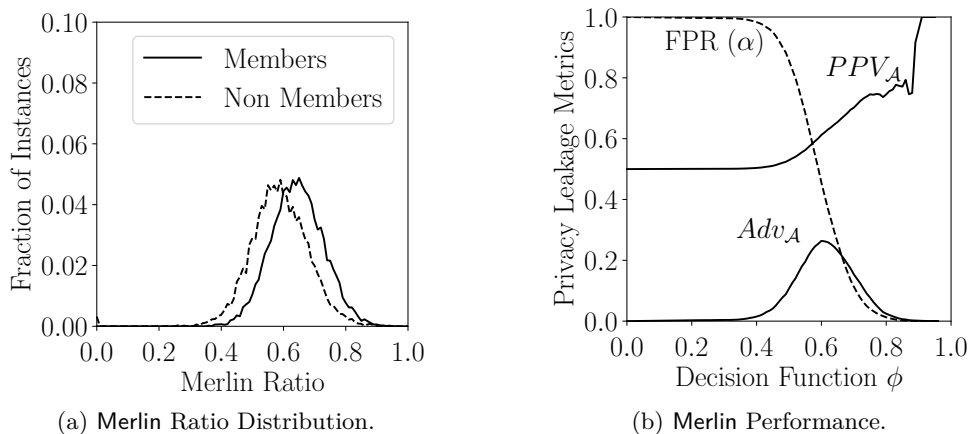 0.10
0.08
0.06
0.04
0.02
0.00
Fraction of Instances
Members
Non Members
0.0 0.2 0.4 0.6 0.8 1.0
Merlin Ratio
(a) Merlin Ratio Distribution.
1.0
0.8
0.6
0.4
0.2
0.0
Privacy Leakage Metrics
FPR (α)
PPV𝒜
Adv𝒜
0.0 0.2 0.4 0.6 0.8 1.0
Decision Function ϕ
(b) Merlin Performance.